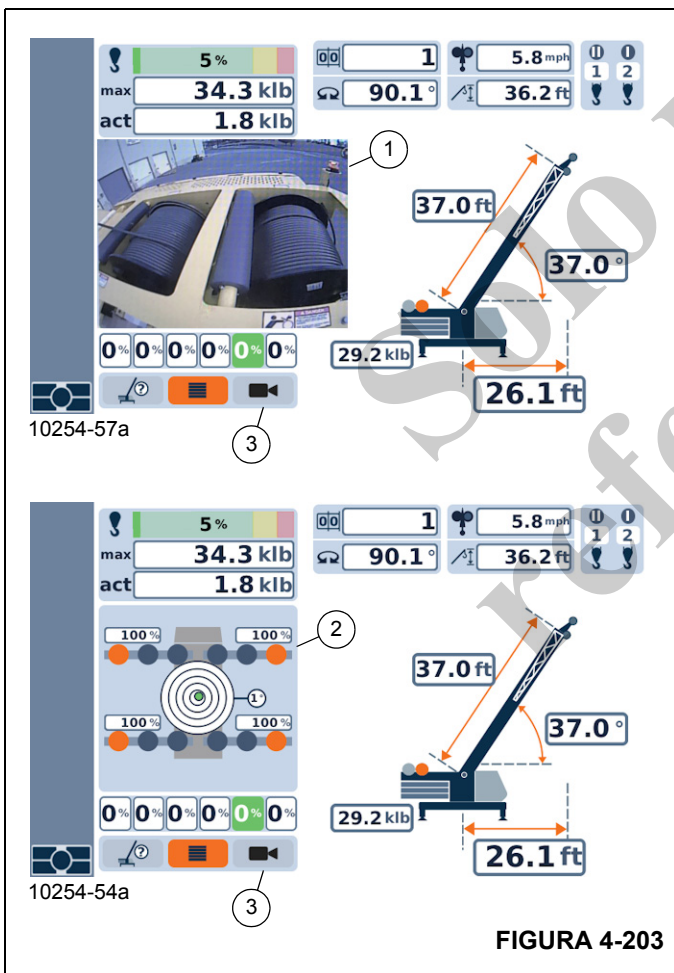 5 %
max 34.3 klb
act 1.8 klb
00 1
5.8 mph
90.1 °
36.2 ft
1 2
1
37.0 ft
37.0 °
29.2 klb
26.1 ft
0% 0% 0% 0% 0% 0%
?
10254-57a
3
5 %
max 34.3 klb
act 1.8 klb
00 1
5.8 mph
90.1 °
36.2 ft
1 2
100 % 100 %
2
1°
100 % 100 %
37.0 ft
37.0 °
29.2 klb
26.1 ft
0% 0% 0% 0% 0% 0%
?
10254-54a
3
FIGURA 4-203
Solo
refe